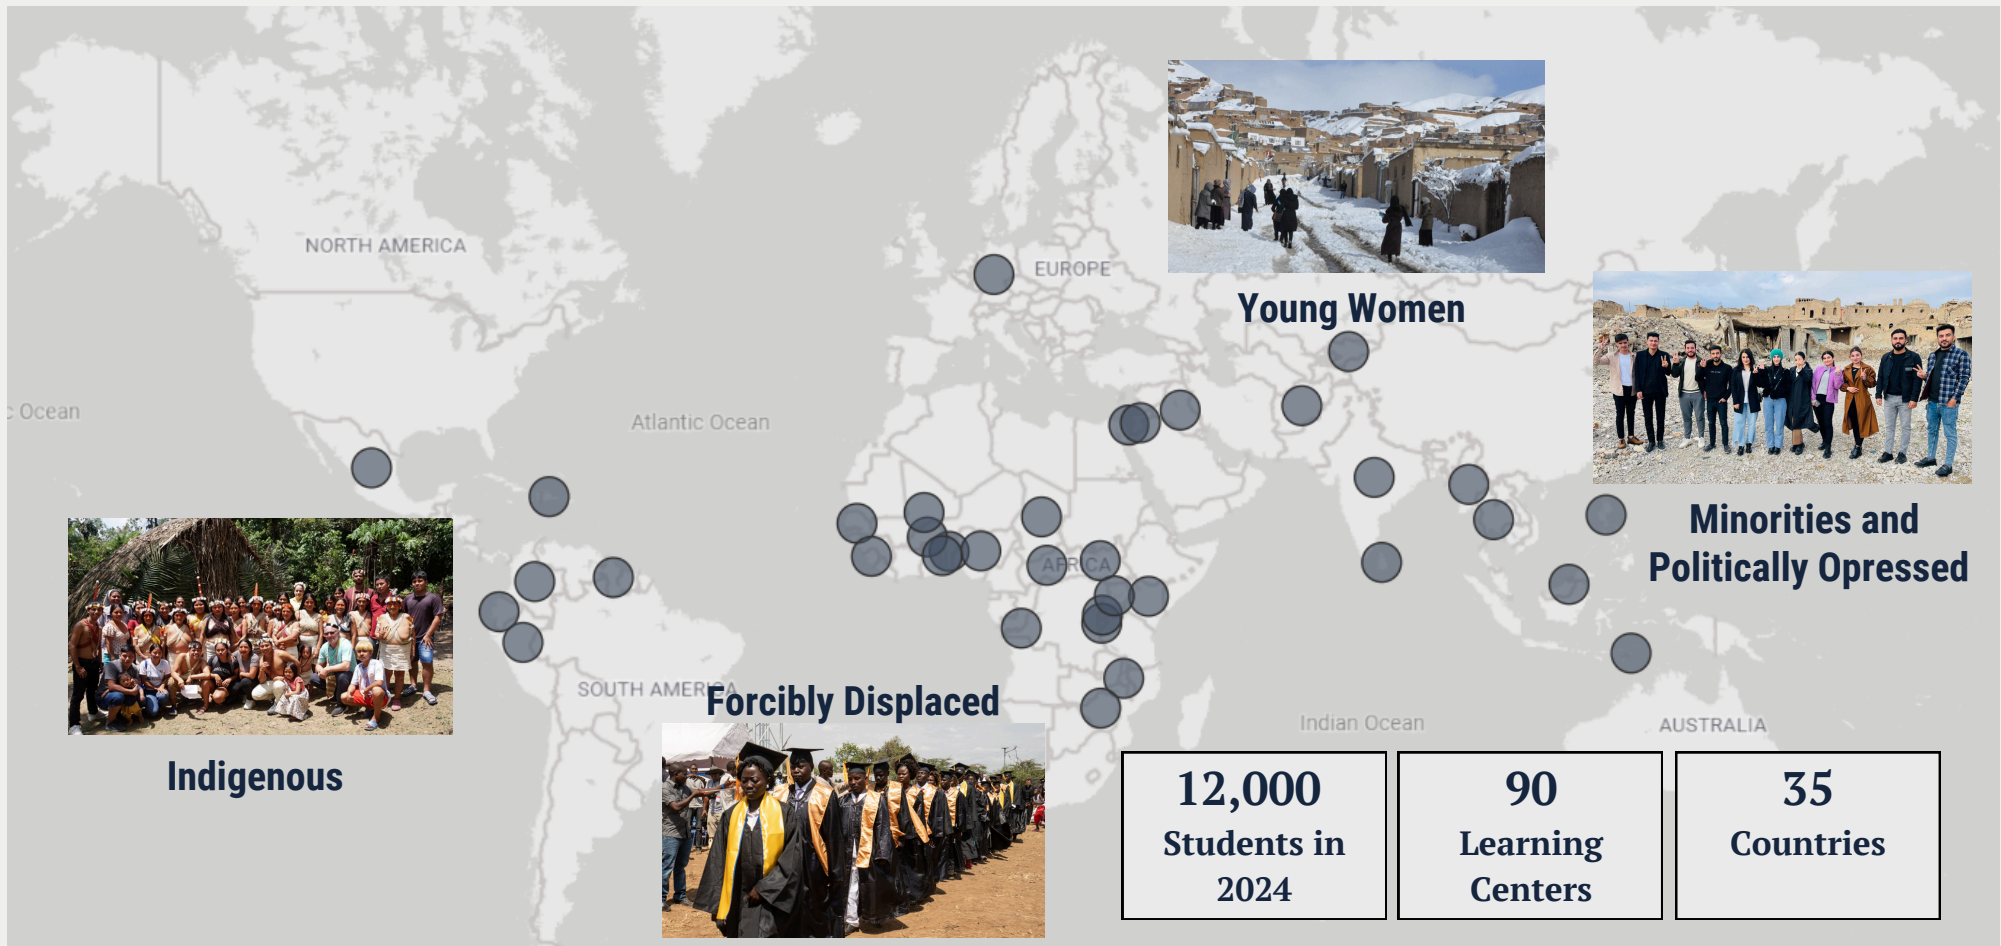 NORTH AMERICA
EUROPE
Young Women
c Ocean
Atlantic Ocean
Minorities and
Politically Opressed
AFRICA
SOUTH AMERICA
Forcibly Displaced
Indian Ocean
AUSTRALIA
Indigenous
12,000
Students in
2024
90
Learning
Centers
35
Countries